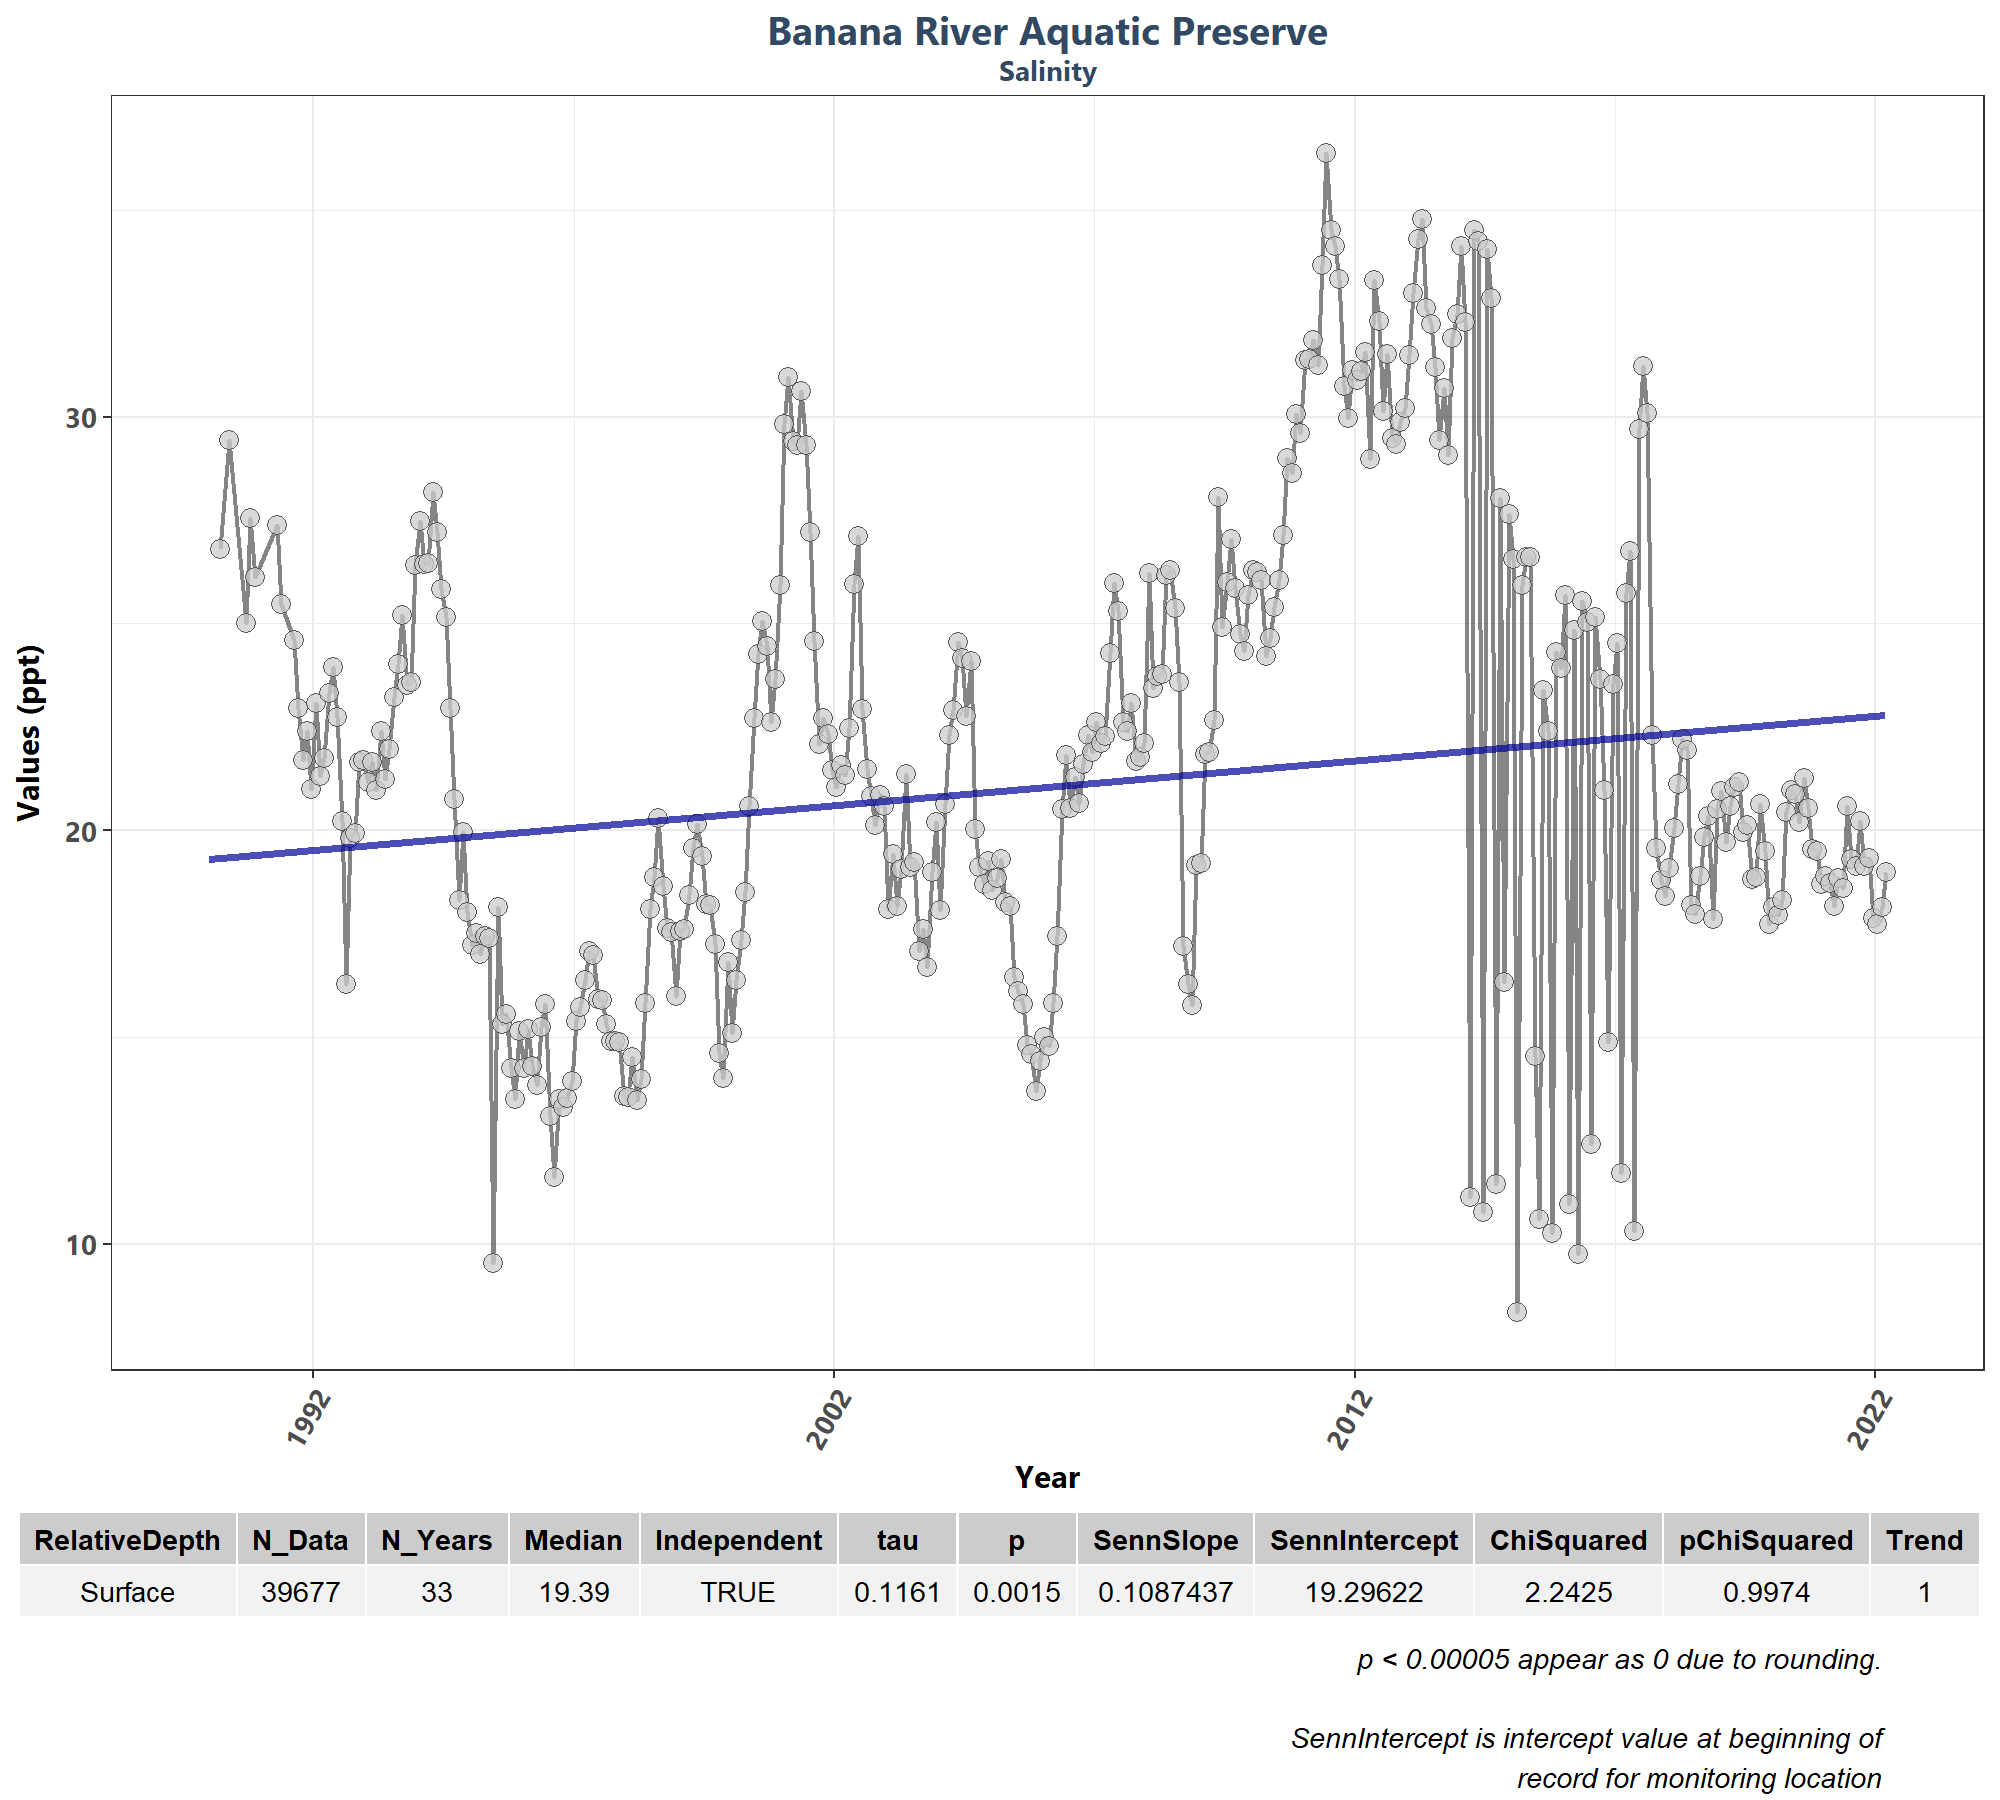 Banana River Aquatic Preserve
Salinity
Values (ppt)
30
20
10
1992
2002
2012
2022
Year
RelativeDepth N_Data N_Years Median Independent tau p SennSlope SennIntercept ChiSquared pChiSquared Trend
Surface 39677 33 19.39 TRUE 0.1161 0.0015 0.1087437 19.29622 2.2425 0.9974 1
p < 0.00005 appear as 0 due to rounding.
SennIntercept is intercept value at beginning of
record for monitoring location